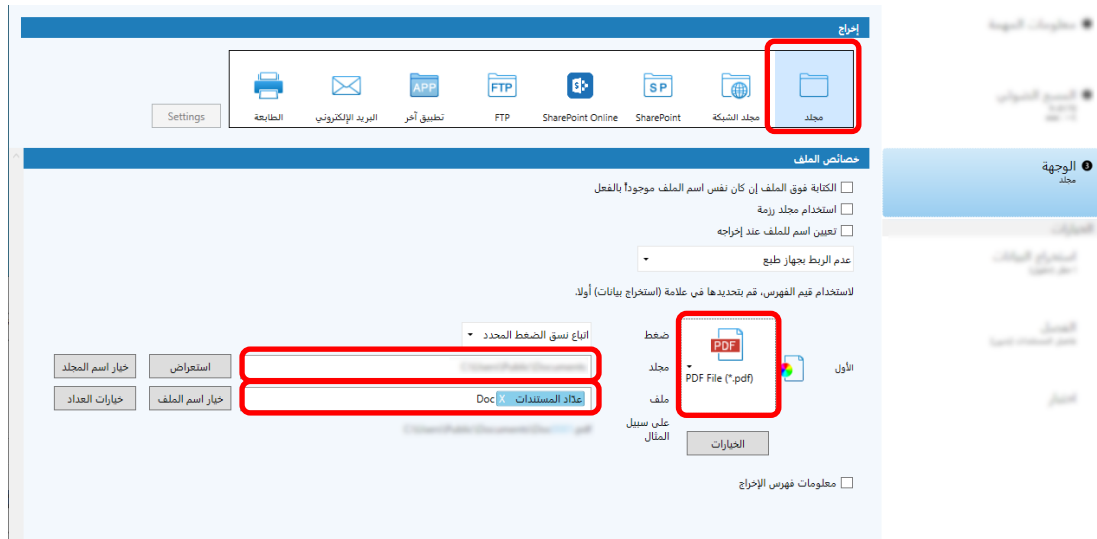 إخراج
مجلد
مجلد الشبكة
SharePoint
SharePoint Online
FTP
تطبيق آخر
البريد الإلكتروني
الطابعة
Settings
SP
FTP
APP
خصائص الملف
الكتابة فوق الملف إن كان نفس اسم الملف موجوداً بالفعل
استخدام مجلد رزمة
تعيين اسم للملف عند إخراجه
عدم الربط بجهاز طبع
لاستخدام قيم الفهرس، قم بتحديدها في علامة (استخراج بيانات) أولا.
الأول
PDF
PDF File (*.pdf)
الخيارات
ضغط
اتباع نسق الضغط المحدد
مجلد
استعراض
خيار اسم المجلد
ملف
Doc X عدّاد المستندات
خيار اسم الملف
خيارات العداد
على سبيل
المثال
معلومات فهرس الإخراج
3 الوجهة
مجلد